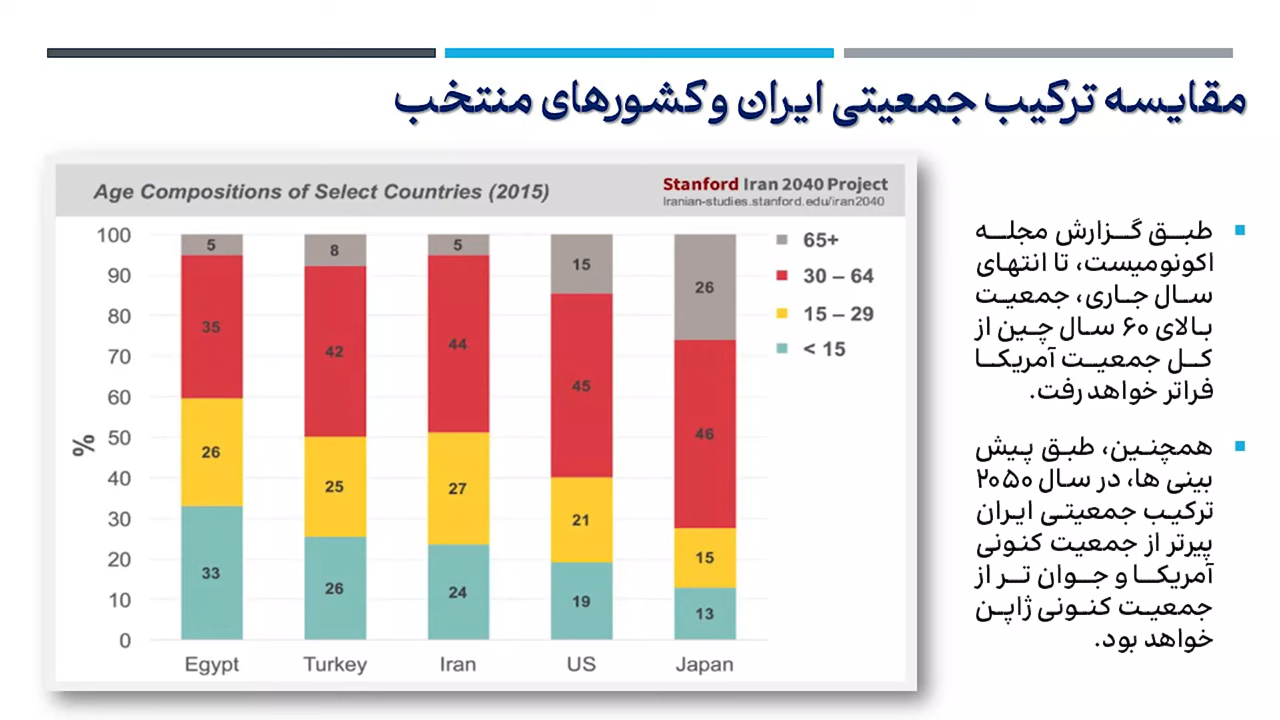 مقایسه ترکیب جمعیتی ایران و کشورهای منتخب
Age Compositions of Select Countries (2015)
Stanford Iran 2040 Project
Iranian-studies.stanford.edu/iran2040
100
90
80
70
60
50
40
30
20
10
0
%
5
35
26
33
8
42
25
26
5
44
27
24
15
45
21
19
26
46
15
13
Egypt
Turkey
Iran
US
Japan
65+
30 – 64
15 – 29
< 15
طبق گزارش مجله
اکونومیست، تا انتهای
سال جاری، جمعیت
بالای ۶۰ سال چین از
کل جمعیت آمریکا
فراتر خواهد رفت.
همچنین، طبق پیش
بینی ها، در سال ۲۰۵۰
ترکیب جمعیتی ایران
پیرتر از جمعیت کنونی
آمریکا و جوان تر از
جمعیت کنونی ژاپن
خواهد بود.